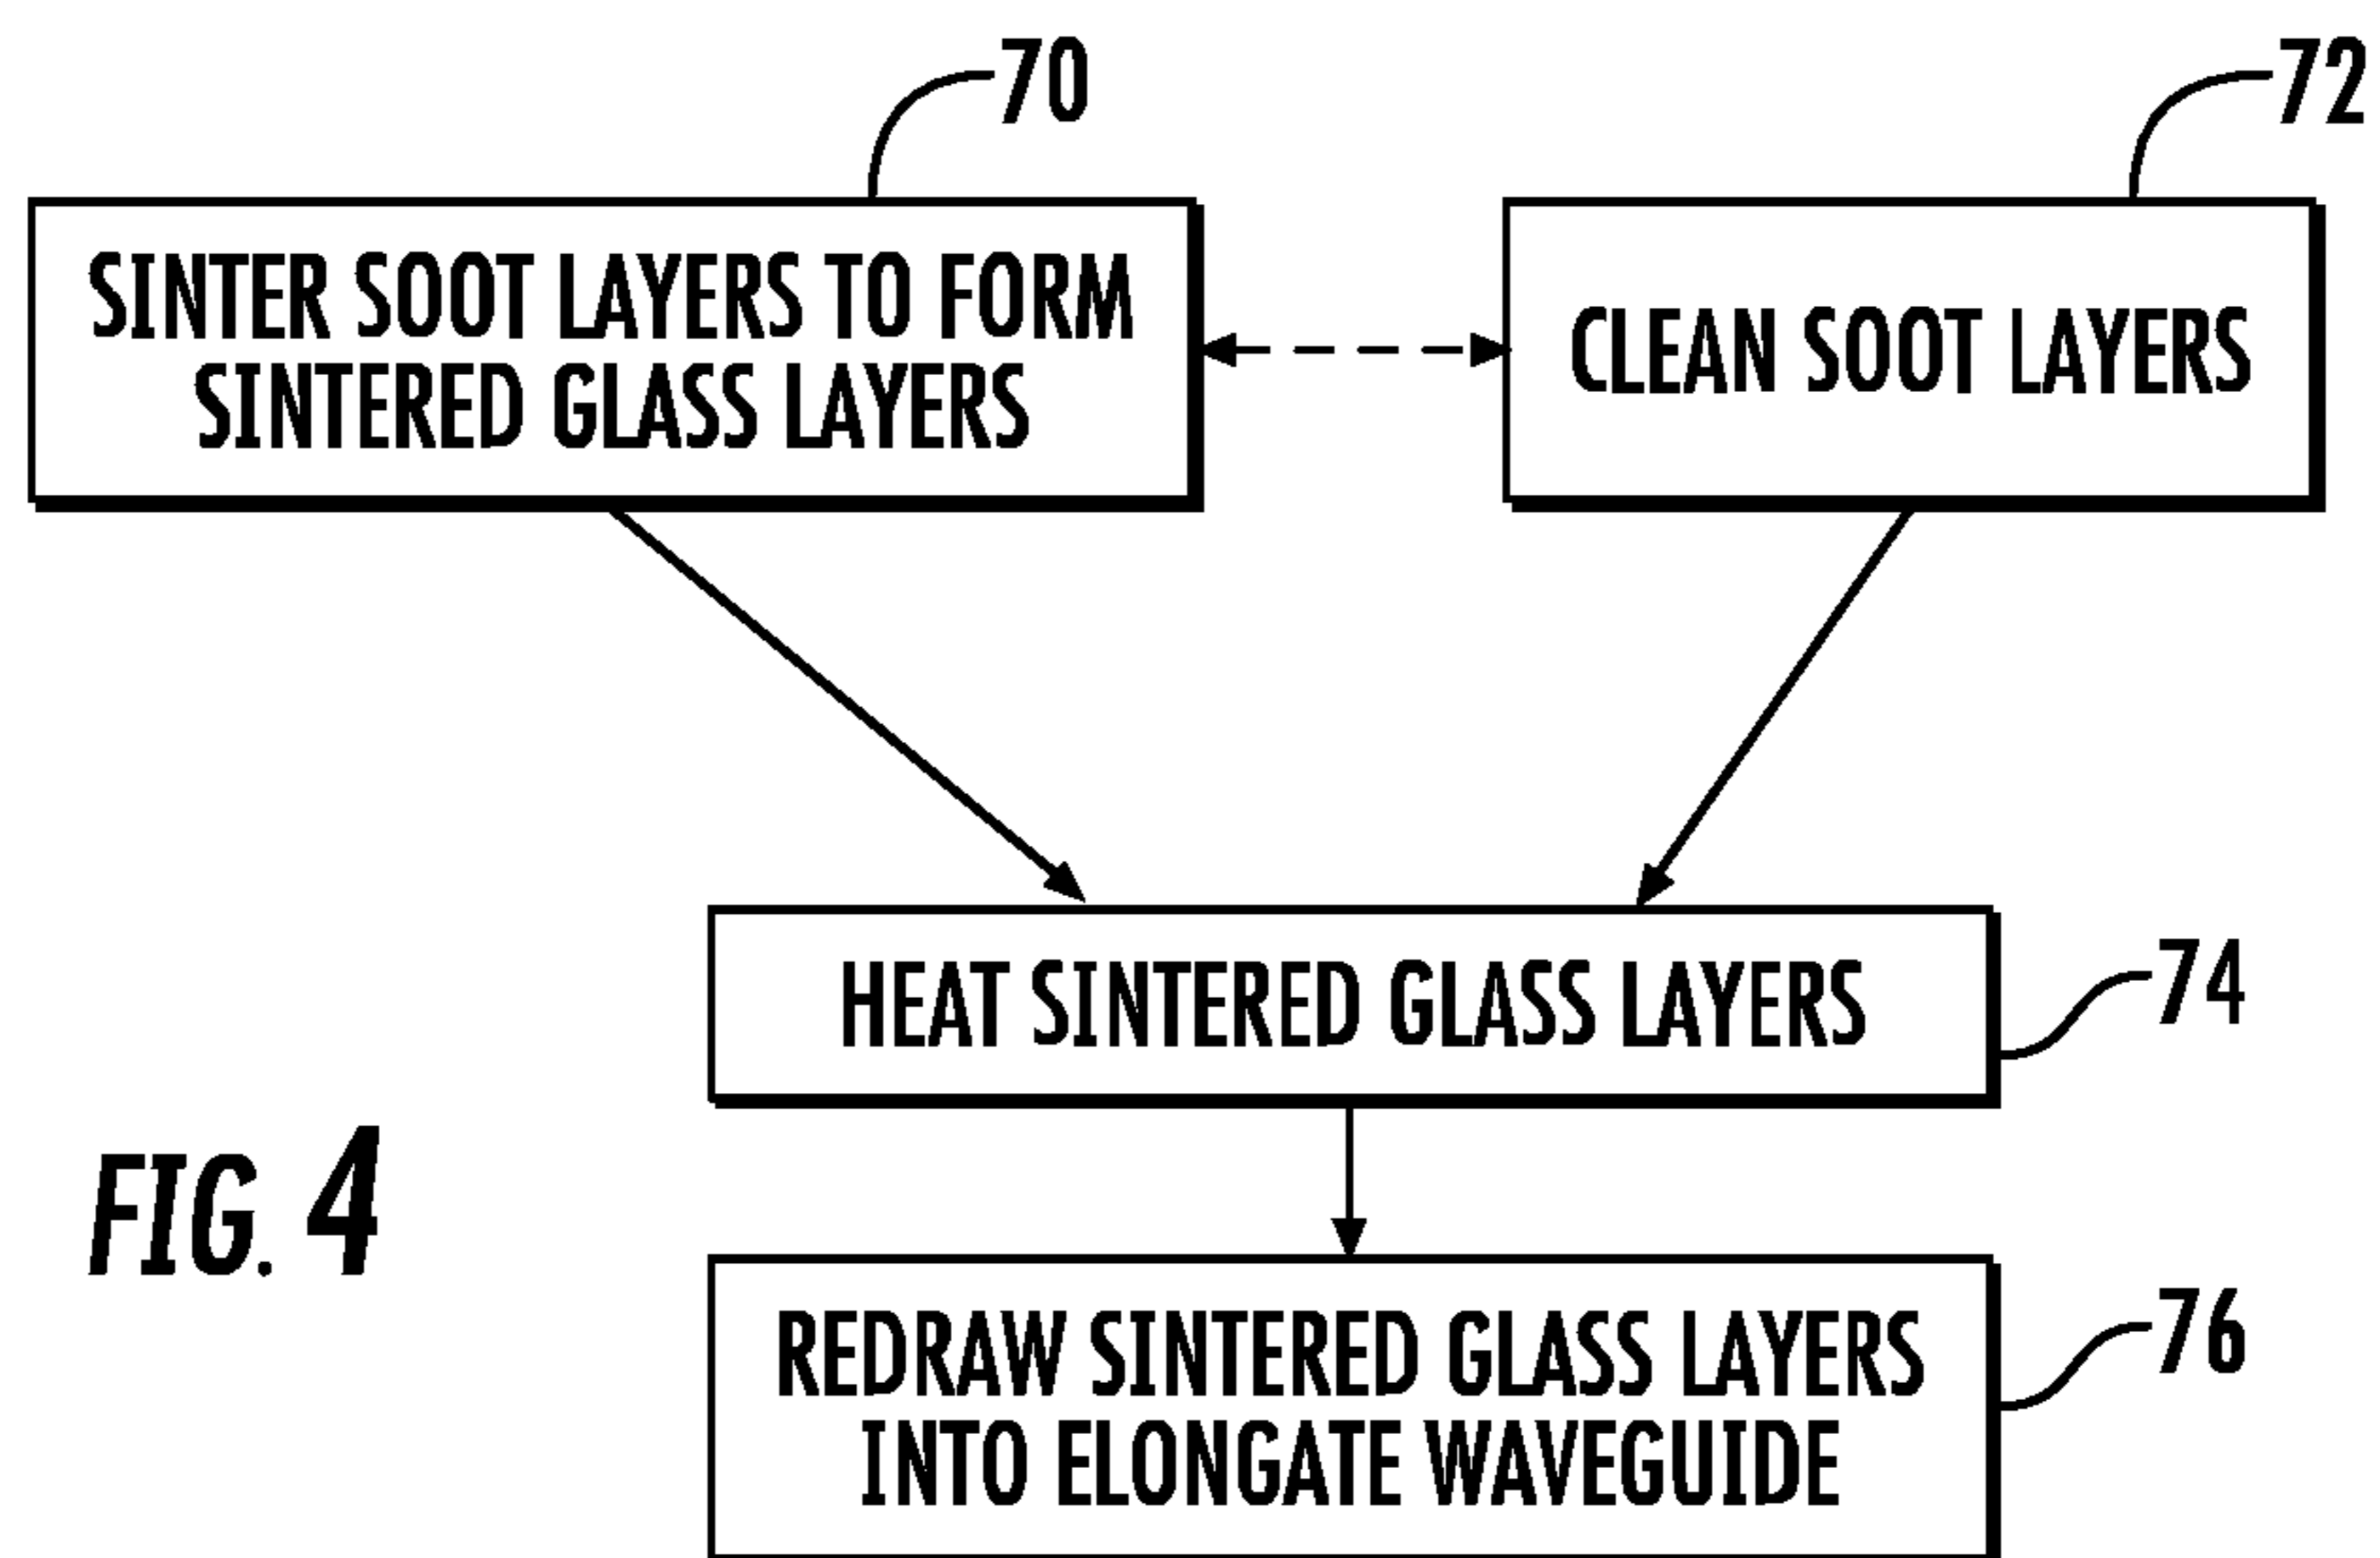 70
72
SINTER SOOT LAYERS TO FORM
SINTERED GLASS LAYERS
CLEAN SOOT LAYERS
HEAT SINTERED GLASS LAYERS
74
FIG. 4
REDRAW SINTERED GLASS LAYERS
INTO ELONGATE WAVEGUIDE
76